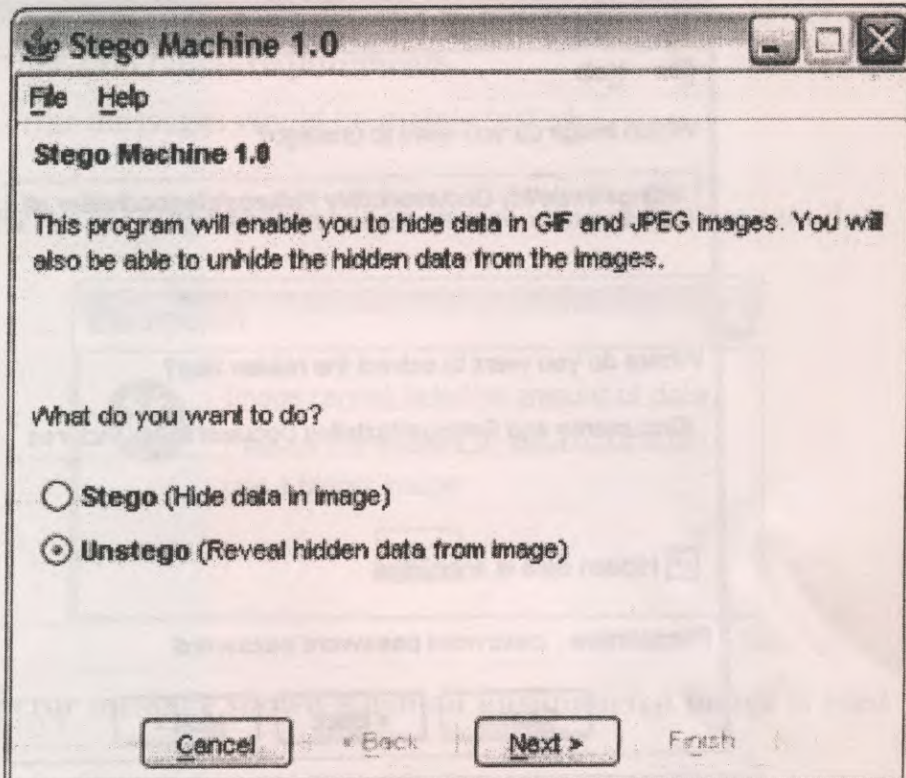 Stego Machine 1.0
File Help
Stego Machine 1.0
This program will enable you to hide data in GIF and JPEG images. You will
also be able to unhide the hidden data from the images.
What do you want to do?
Stego (Hide data in image)
Unstego (Reveal hidden data from image)
Cancel < Back Next > Finish